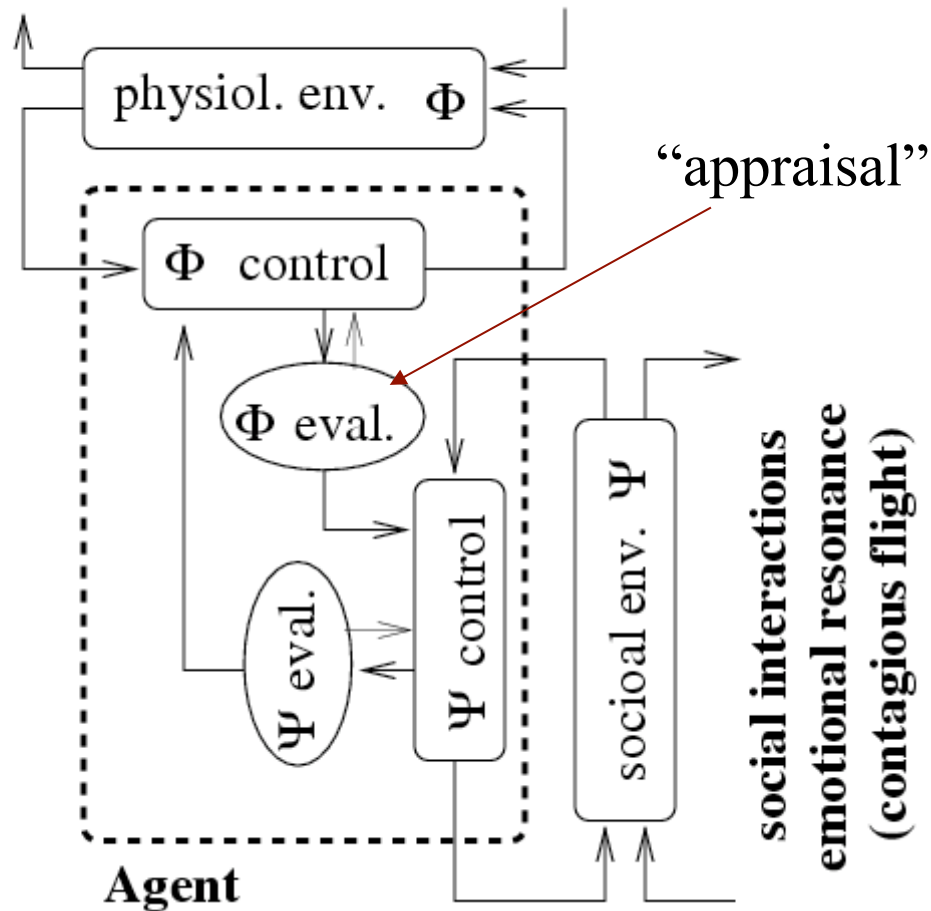 physiol. env. Φ
“appraisal”
Φ control
Φ eval.
Ψ control
Ψ eval.
socioal env. Ψ
social interactions
emotional resonance
(contagious flight)
Agent